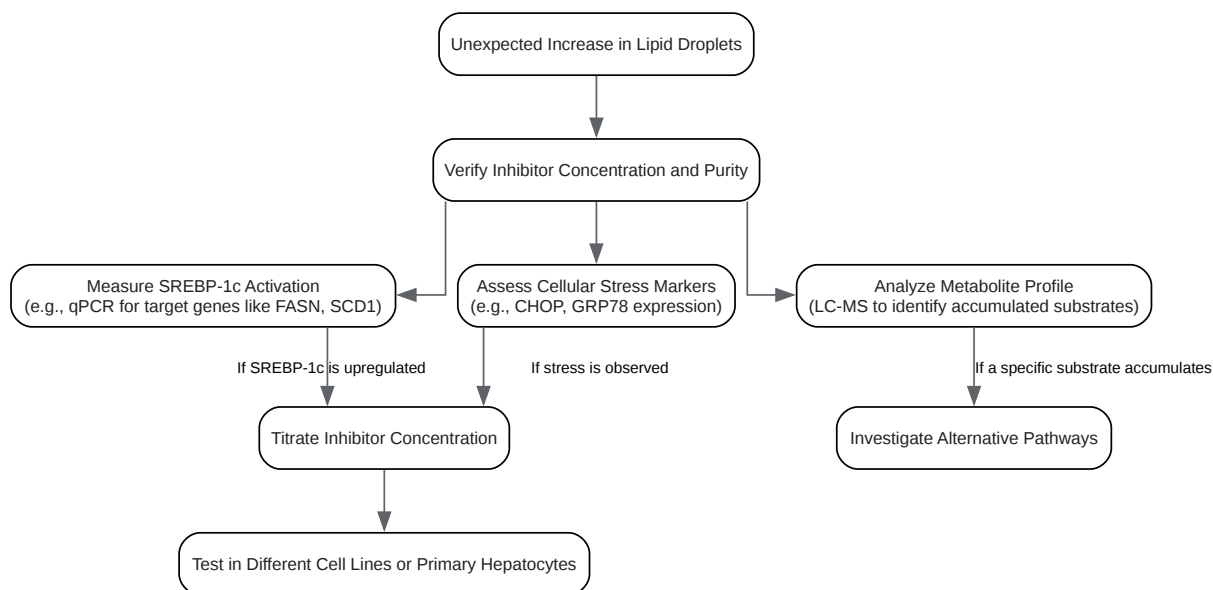 Unexpected Increase in Lipid Droplets
Verify Inhibitor Concentration and Purity
Measure SREBP-1c Activation
(e.g., qPCR for target genes like FASN, SCD1)
Assess Cellular Stress Markers
(e.g., CHOP, GRP78 expression)
Analyze Metabolite Profile
(LC-MS to identify accumulated substrates)
If SREBP-1c is upregulated
If stress is observed
If a specific substrate accumulates
Titrate Inhibitor Concentration
Investigate Alternative Pathways
Test in Different Cell Lines or Primary Hepatocytes